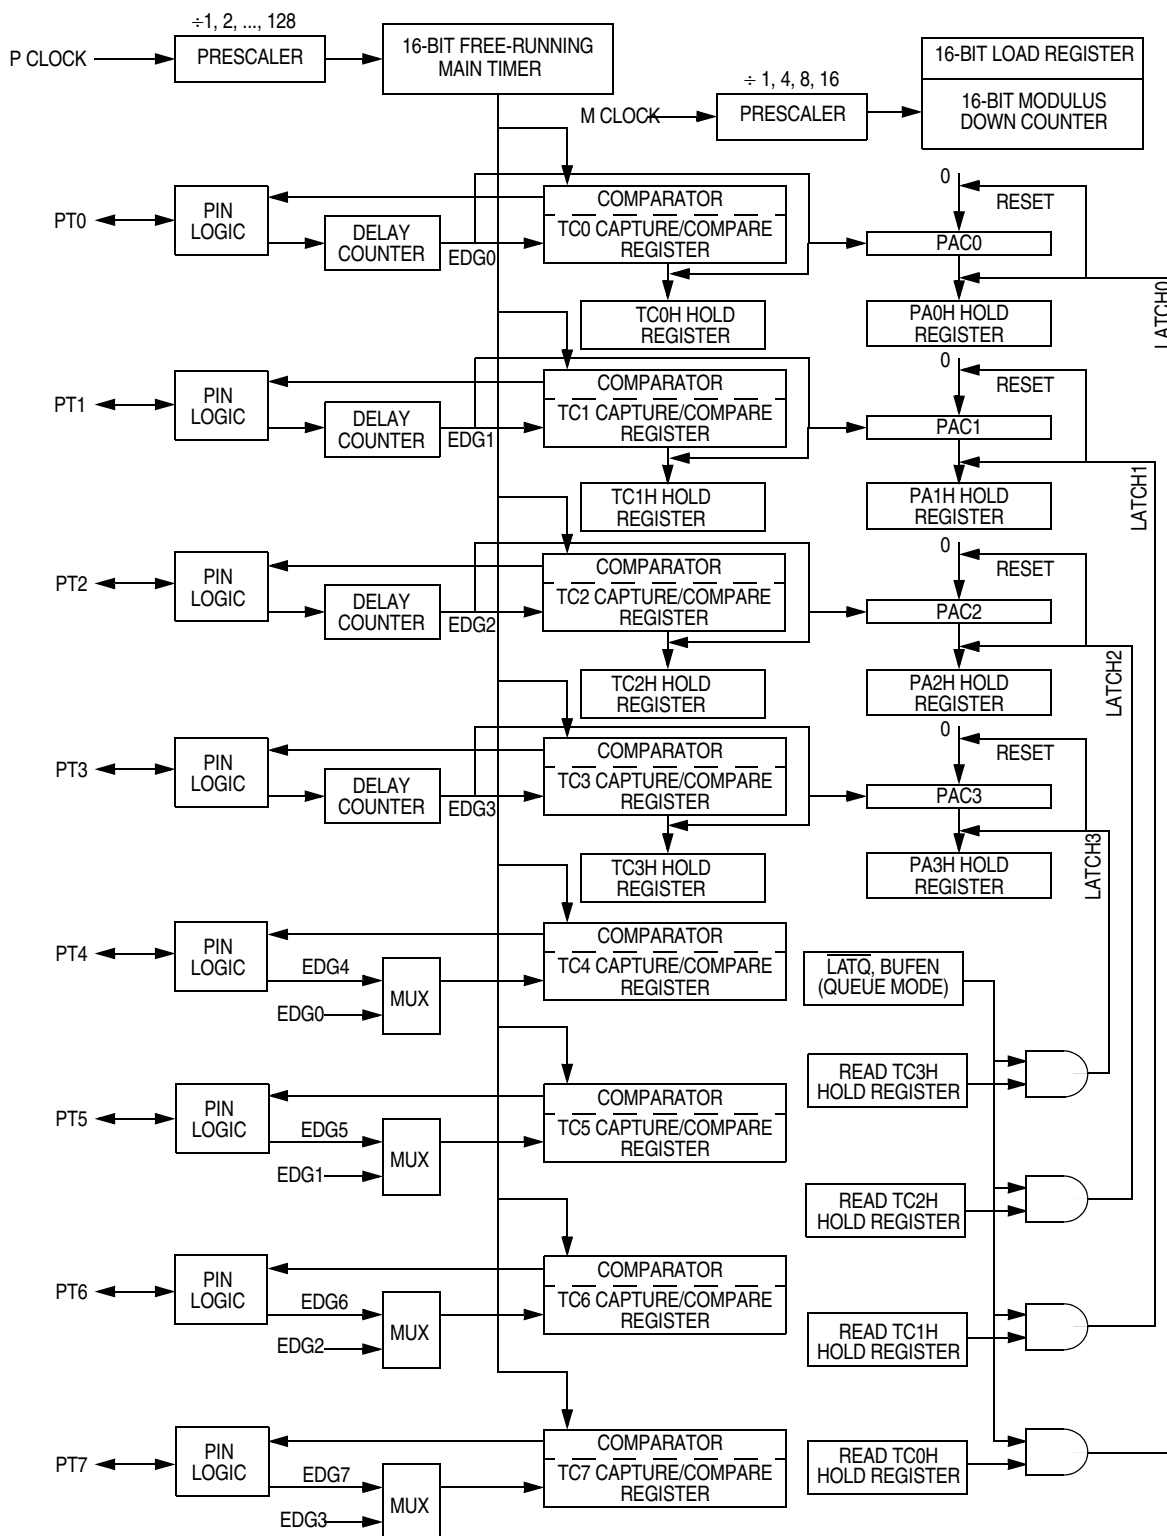 ÷1, 2, ..., 128
P CLOCK
PRESCALER
16-BIT FREE-RUNNING
MAIN TIMER
16-BIT LOAD REGISTER
÷ 1, 4, 8, 16
M CLOCK
PRESCALER
16-BIT MODULUS
DOWN COUNTER
PT0
PIN
LOGIC
DELAY
COUNTER
EDG0
COMPARATOR
TC0 CAPTURE/COMPARE
REGISTER
TC0H HOLD
REGISTER
0
RESET
PAC0
PA0H HOLD
REGISTER
LATCH0
PT1
PIN
LOGIC
DELAY
COUNTER
EDG1
COMPARATOR
TC1 CAPTURE/COMPARE
REGISTER
TC1H HOLD
REGISTER
0
RESET
PAC1
PA1H HOLD
REGISTER
LATCH1
PT2
PIN
LOGIC
DELAY
COUNTER
EDG2
COMPARATOR
TC2 CAPTURE/COMPARE
REGISTER
TC2H HOLD
REGISTER
0
RESET
PAC2
PA2H HOLD
REGISTER
LATCH2
PT3
PIN
LOGIC
DELAY
COUNTER
EDG3
COMPARATOR
TC3 CAPTURE/COMPARE
REGISTER
TC3H HOLD
REGISTER
0
RESET
PAC3
PA3H HOLD
REGISTER
LATCH3
PT4
PIN
LOGIC
EDG4
EDG0
MUX
COMPARATOR
TC4 CAPTURE/COMPARE
REGISTER
L̅A̅T̅Q̅, BUFEN
(QUEUE MODE)
READ TC3H
HOLD REGISTER
PT5
PIN
LOGIC
EDG5
EDG1
MUX
COMPARATOR
TC5 CAPTURE/COMPARE
REGISTER
READ TC2H
HOLD REGISTER
PT6
PIN
LOGIC
EDG6
EDG2
MUX
COMPARATOR
TC6 CAPTURE/COMPARE
REGISTER
READ TC1H
HOLD REGISTER
PT7
PIN
LOGIC
EDG7
EDG3
MUX
COMPARATOR
TC7 CAPTURE/COMPARE
REGISTER
READ TC0H
HOLD REGISTER